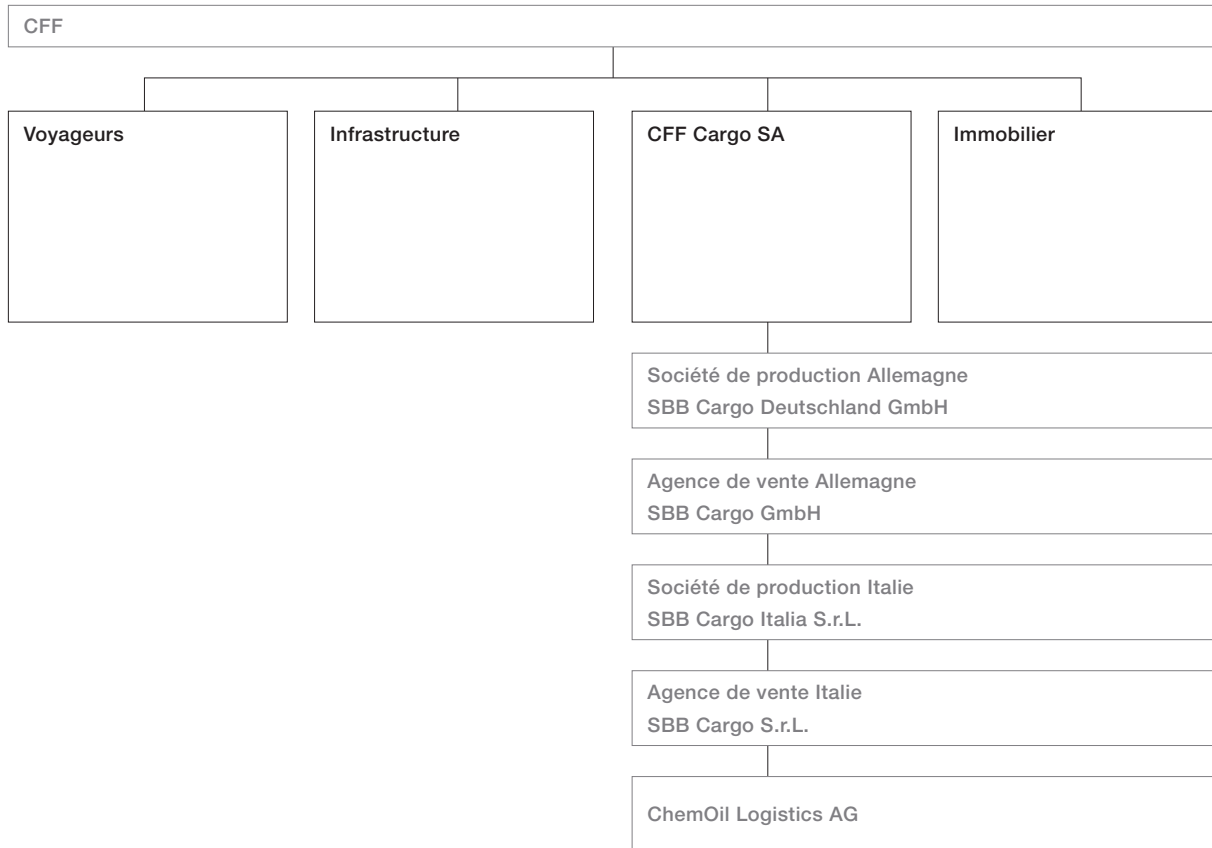 CFF
Voyageurs
Infrastructure
CFF Cargo SA
Immobilier
Société de production Allemagne
SBB Cargo Deutschland GmbH
Agence de vente Allemagne
SBB Cargo GmbH
Société de production Italie
SBB Cargo Italia S.r.L.
Agence de vente Italie
SBB Cargo S.r.L.
ChemOil Logistics AG